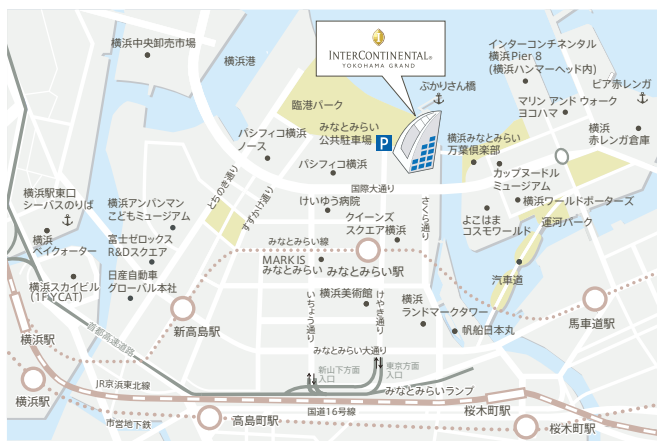 INTERCONTINENTAL®
YOKOHAMA GRAND
横浜中央卸売市場
横浜港
インターコンチネンタル
横浜 Pier 8
(横浜ハンマーヘッド内)
ぷかりさん橋
ピア赤レンガ
臨港パーク
マリン アンド ウォーク
ヨコハマ
みなとみらい
公共駐車場
P
パシフィコ横浜
ノース
横浜みなとみらい
万葉倶楽部
横浜
赤レンガ倉庫
パシフィコ横浜
カップヌードル
ミュージアム
とちのき通り
すずかけ通り
国際大通り
横浜駅東口
シーバスのりば
横浜アンパンマン
こどもミュージアム
けいゆう病院
さくら通り
横浜ワールドポーターズ
よこはま
コスモワールド
運河パーク
クイーンズ
スクエア横浜
横浜
ベイクォーター
富士ゼロックス
R&Dスクエア
みなとみらい線
MARK IS
みなとみらい
みなとみらい駅
横浜スカイビル
(1F YCAT)
日産自動車
グローバル本社
汽車道
横浜美術館
いちょう通り
けやき通り
横浜
ランドマークタワー
帆船日本丸
馬車道駅
新高島駅
首都高速道路
横浜駅
みなとみらい大通り
新山下方面
入口
東京方面
入口
JR京浜東北線
みなとみらいランプ
横浜駅
国道16号線
桜木町駅
市営地下鉄
高島町駅
桜木町駅